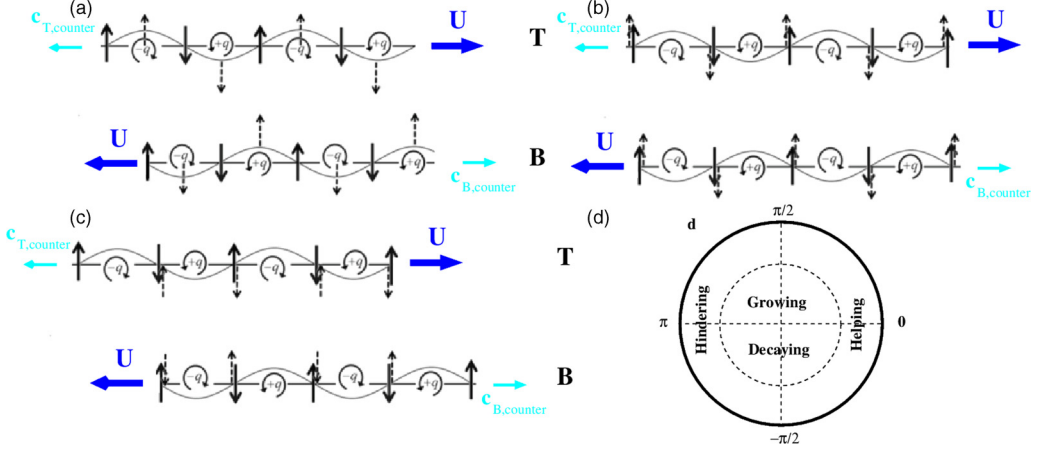 (a)
c T,counter
-q +q -q +q
U
T
(b)
c T,counter
-q +q -q +q
U
U
-q +q -q +q
c B,counter
B
U
-q +q -q +q
c B,counter
(c)
c T,counter
-q +q -q +q
U
T
U
-q +q -q +q
c B,counter
B
(d)
d
π/2
Hindering
Growing
Helping
π
0
Decaying
-π/2